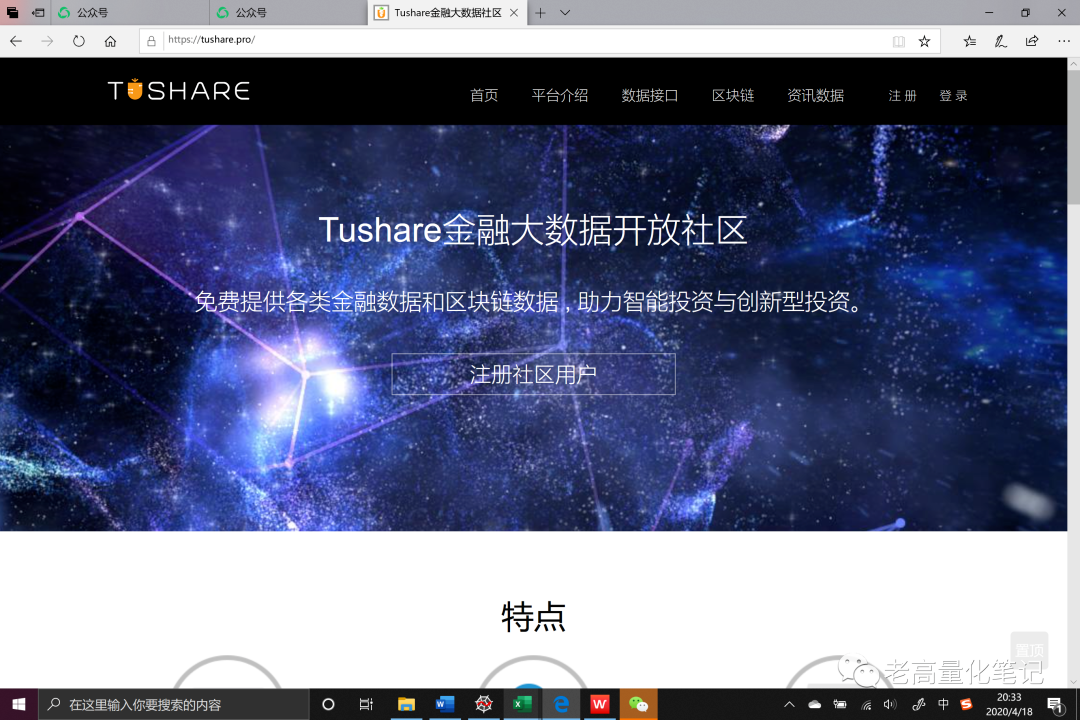 公众号
公众号
Tushare金融大数据社区
https://tushare.pro/
TUSHARE
首页 平台介绍 数据接口 区块链 资讯数据 注册 登录
Tushare金融大数据开放社区
免费提供各类金融数据和区块链数据，助力智能投资与创新型投资。
注册社区用户
特点
置顶
老高量化笔记
在这里输入你要搜索的内容
中
20:33
2020/4/18
1